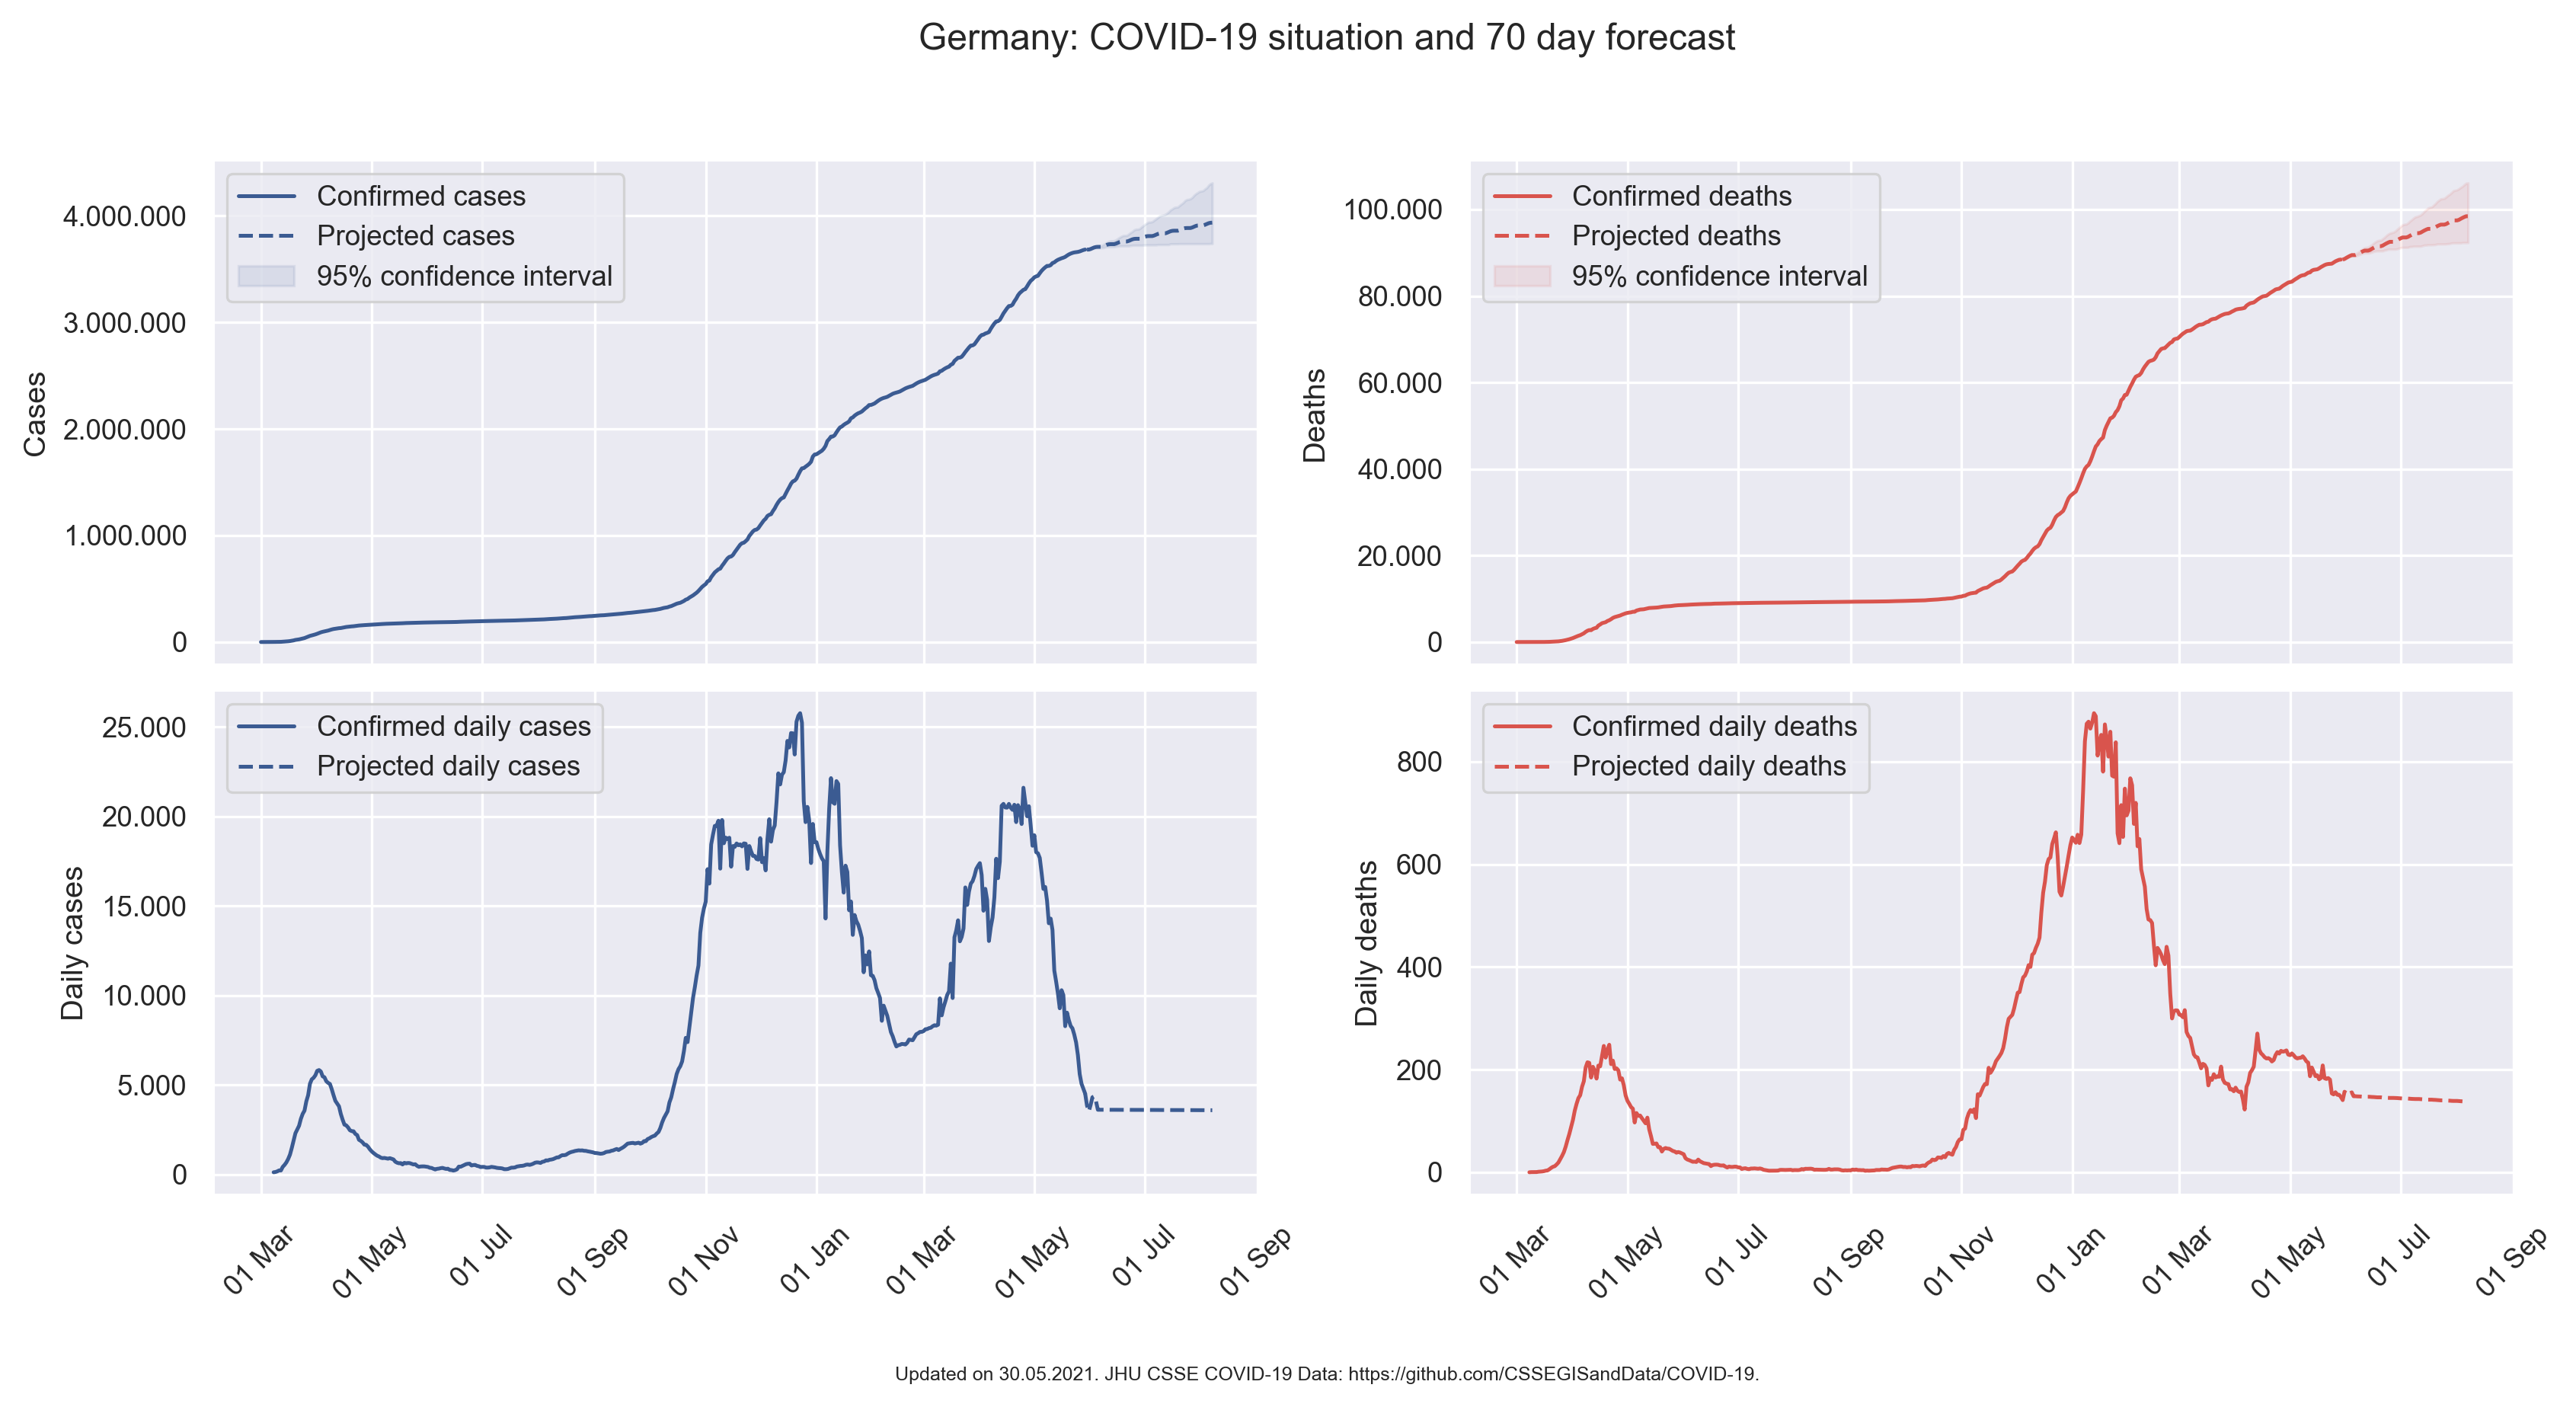 Germany: COVID-19 situation and 70 day forecast
Confirmed cases
Projected cases
95% confidence interval
4.000.000
3.000.000
2.000.000
1.000.000
0
Cases
Confirmed deaths
Projected deaths
95% confidence interval
100.000
80.000
60.000
40.000
20.000
0
Deaths
Confirmed daily cases
Projected daily cases
25.000
20.000
15.000
10.000
5.000
0
Daily cases
01 Mar
01 May
01 Jul
01 Sep
01 Nov
01 Jan
01 Mar
01 May
01 Jul
01 Sep
Confirmed daily deaths
Projected daily deaths
800
600
400
200
0
Daily deaths
01 Mar
01 May
01 Jul
01 Sep
01 Nov
01 Jan
01 Mar
01 May
01 Jul
01 Sep
Updated on 30.05.2021. JHU CSSE COVID-19 Data: https://github.com/CSSEGISandData/COVID-19.